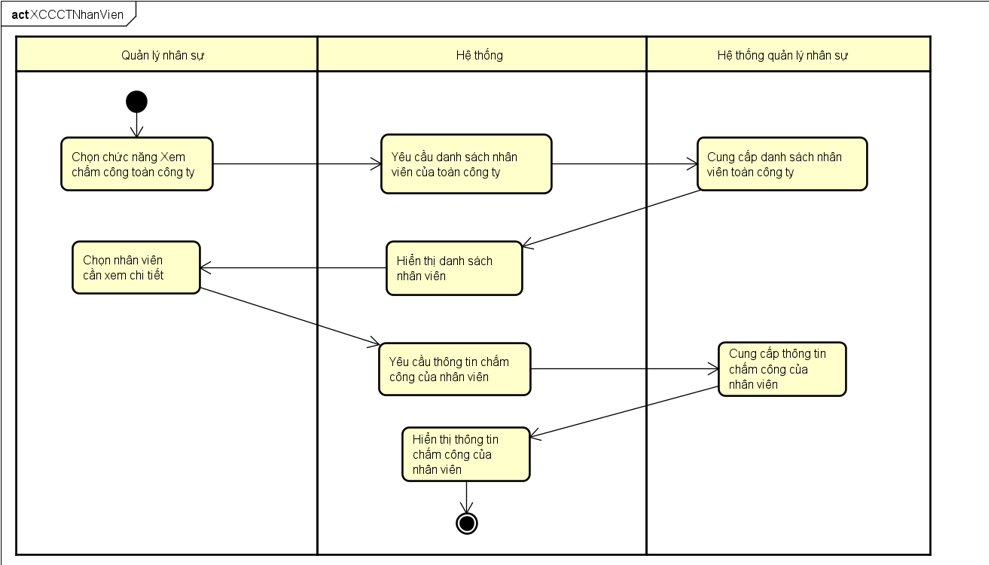 act XCCCTNhanVien
Quản lý nhân sự
Hệ thống
Hệ thống quản lý nhân sự
Chọn chức năng Xem
chấm công toàn công ty
Yêu cầu danh sách nhân
viên của toàn công ty
Cung cấp danh sách nhân
viên toàn công ty
Chọn nhân viên
cần xem chi tiết
Hiển thị danh sách
nhân viên
Yêu cầu thông tin chấm
công của nhân viên
Cung cấp thông tin
chấm công của
nhân viên
Hiển thị thông tin
chấm công của
nhân viên